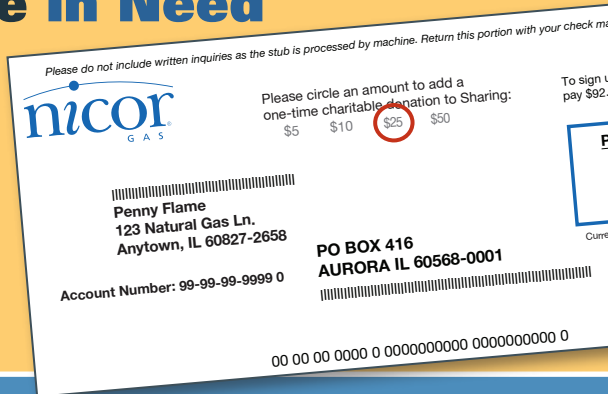 e in Need
Please do not include written inquiries as the stub is processed by machine. Return this portion with your check
nicor
GAS
Please circle an amount to add a
one-time charitable donation to Sharing:
$5 $10 $25 $50
To sign
pay $92.
Penny Flame
123 Natural Gas Ln.
Anytown, IL 60827-2658
PO BOX 416
AURORA IL 60568-0001
Account Number: 99-99-99-9999 0
00 00 00 0000 0 0000000000 0000000000 0